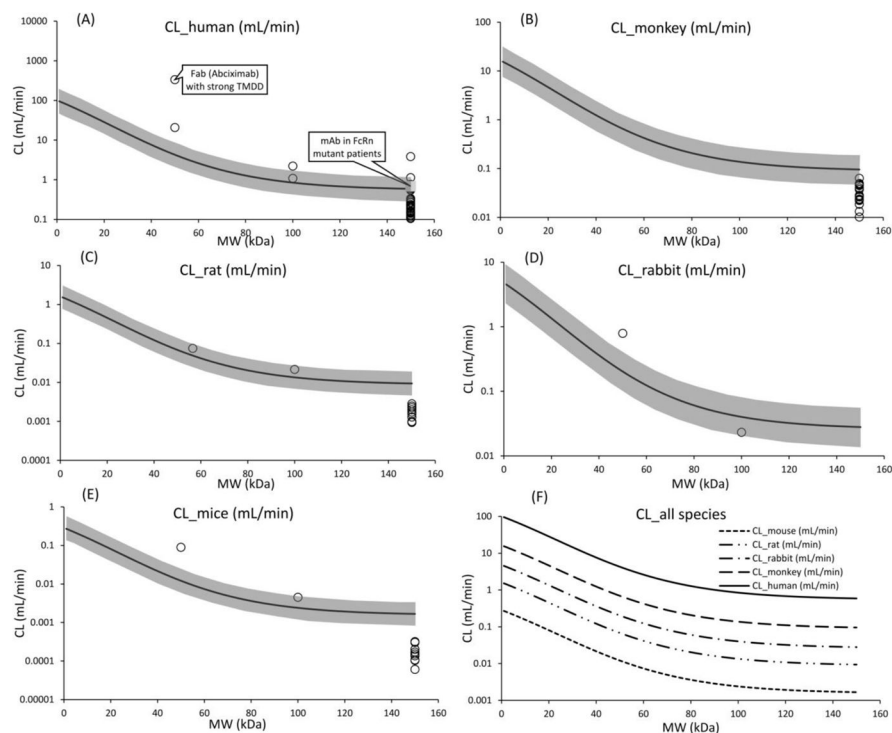 (A)
CL_human (mL/min)
10000
1000
100
10
1
0.1
CL (mL/min)
Fab (Abciximab)
with strong TMDD
mAb in FcRn
mutant patients
0 20 40 60 80 100 120 140 160
MW (kDa)
(B)
CL_monkey (mL/min)
100
10
1
0.1
0.01
CL (mL/min)
0 20 40 60 80 100 120 140 160
MW (kDa)
(C)
CL_rat (mL/min)
10
1
0.1
0.01
0.001
0.0001
CL (mL/min)
0 20 40 60 80 100 120 140 160
MW (kDa)
(D)
CL_rabbit (mL/min)
10
1
0.1
0.01
CL (mL/min)
0 20 40 60 80 100 120 140 160
MW (kDa)
(E)
CL_mice (mL/min)
1
0.1
0.01
0.001
0.0001
0.00001
CL (mL/min)
0 20 40 60 80 100 120 140 160
MW (kDa)
(F)
CL_all species
100
10
1
0.1
0.01
0.001
CL (mL/min)
CL_mouse (mL/min)
CL_rat (mL/min)
CL_rabbit (mL/min)
CL_monkey (mL/min)
CL_human (mL/min)
0 20 40 60 80 100 120 140 160
MW (kDa)